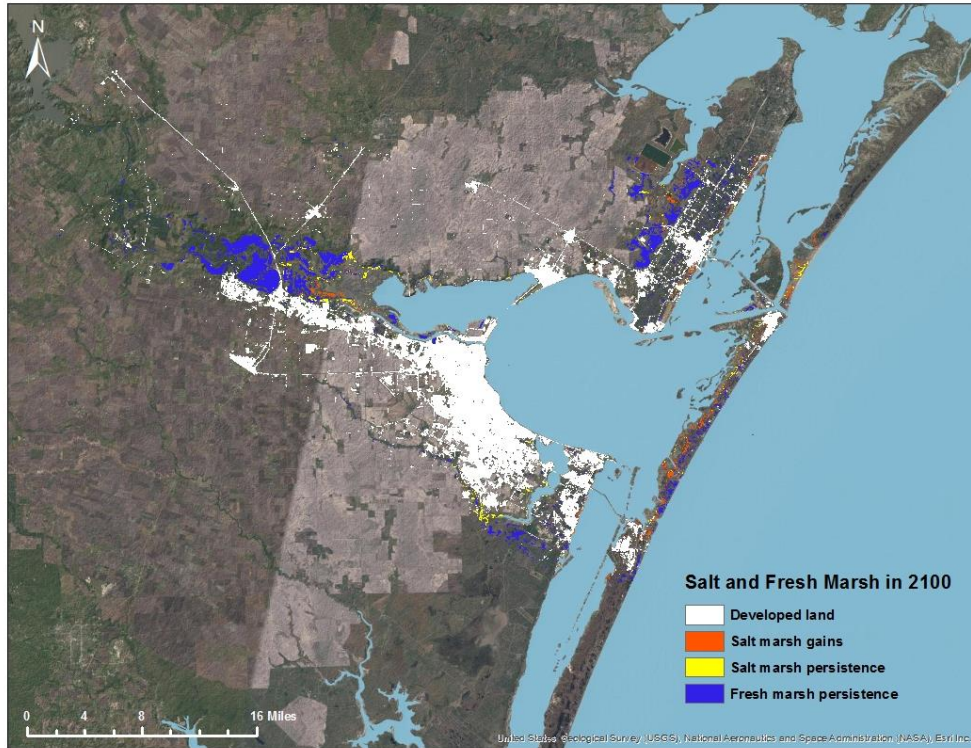 N
Salt and Fresh Marsh in 2100
Developed land
Salt marsh gains
Salt marsh persistence
Fresh marsh persistence
0 4 8 16 Miles
United States Geological Survey (USGS), National Aeronautics and Space Administration (NASA), Esri Inc